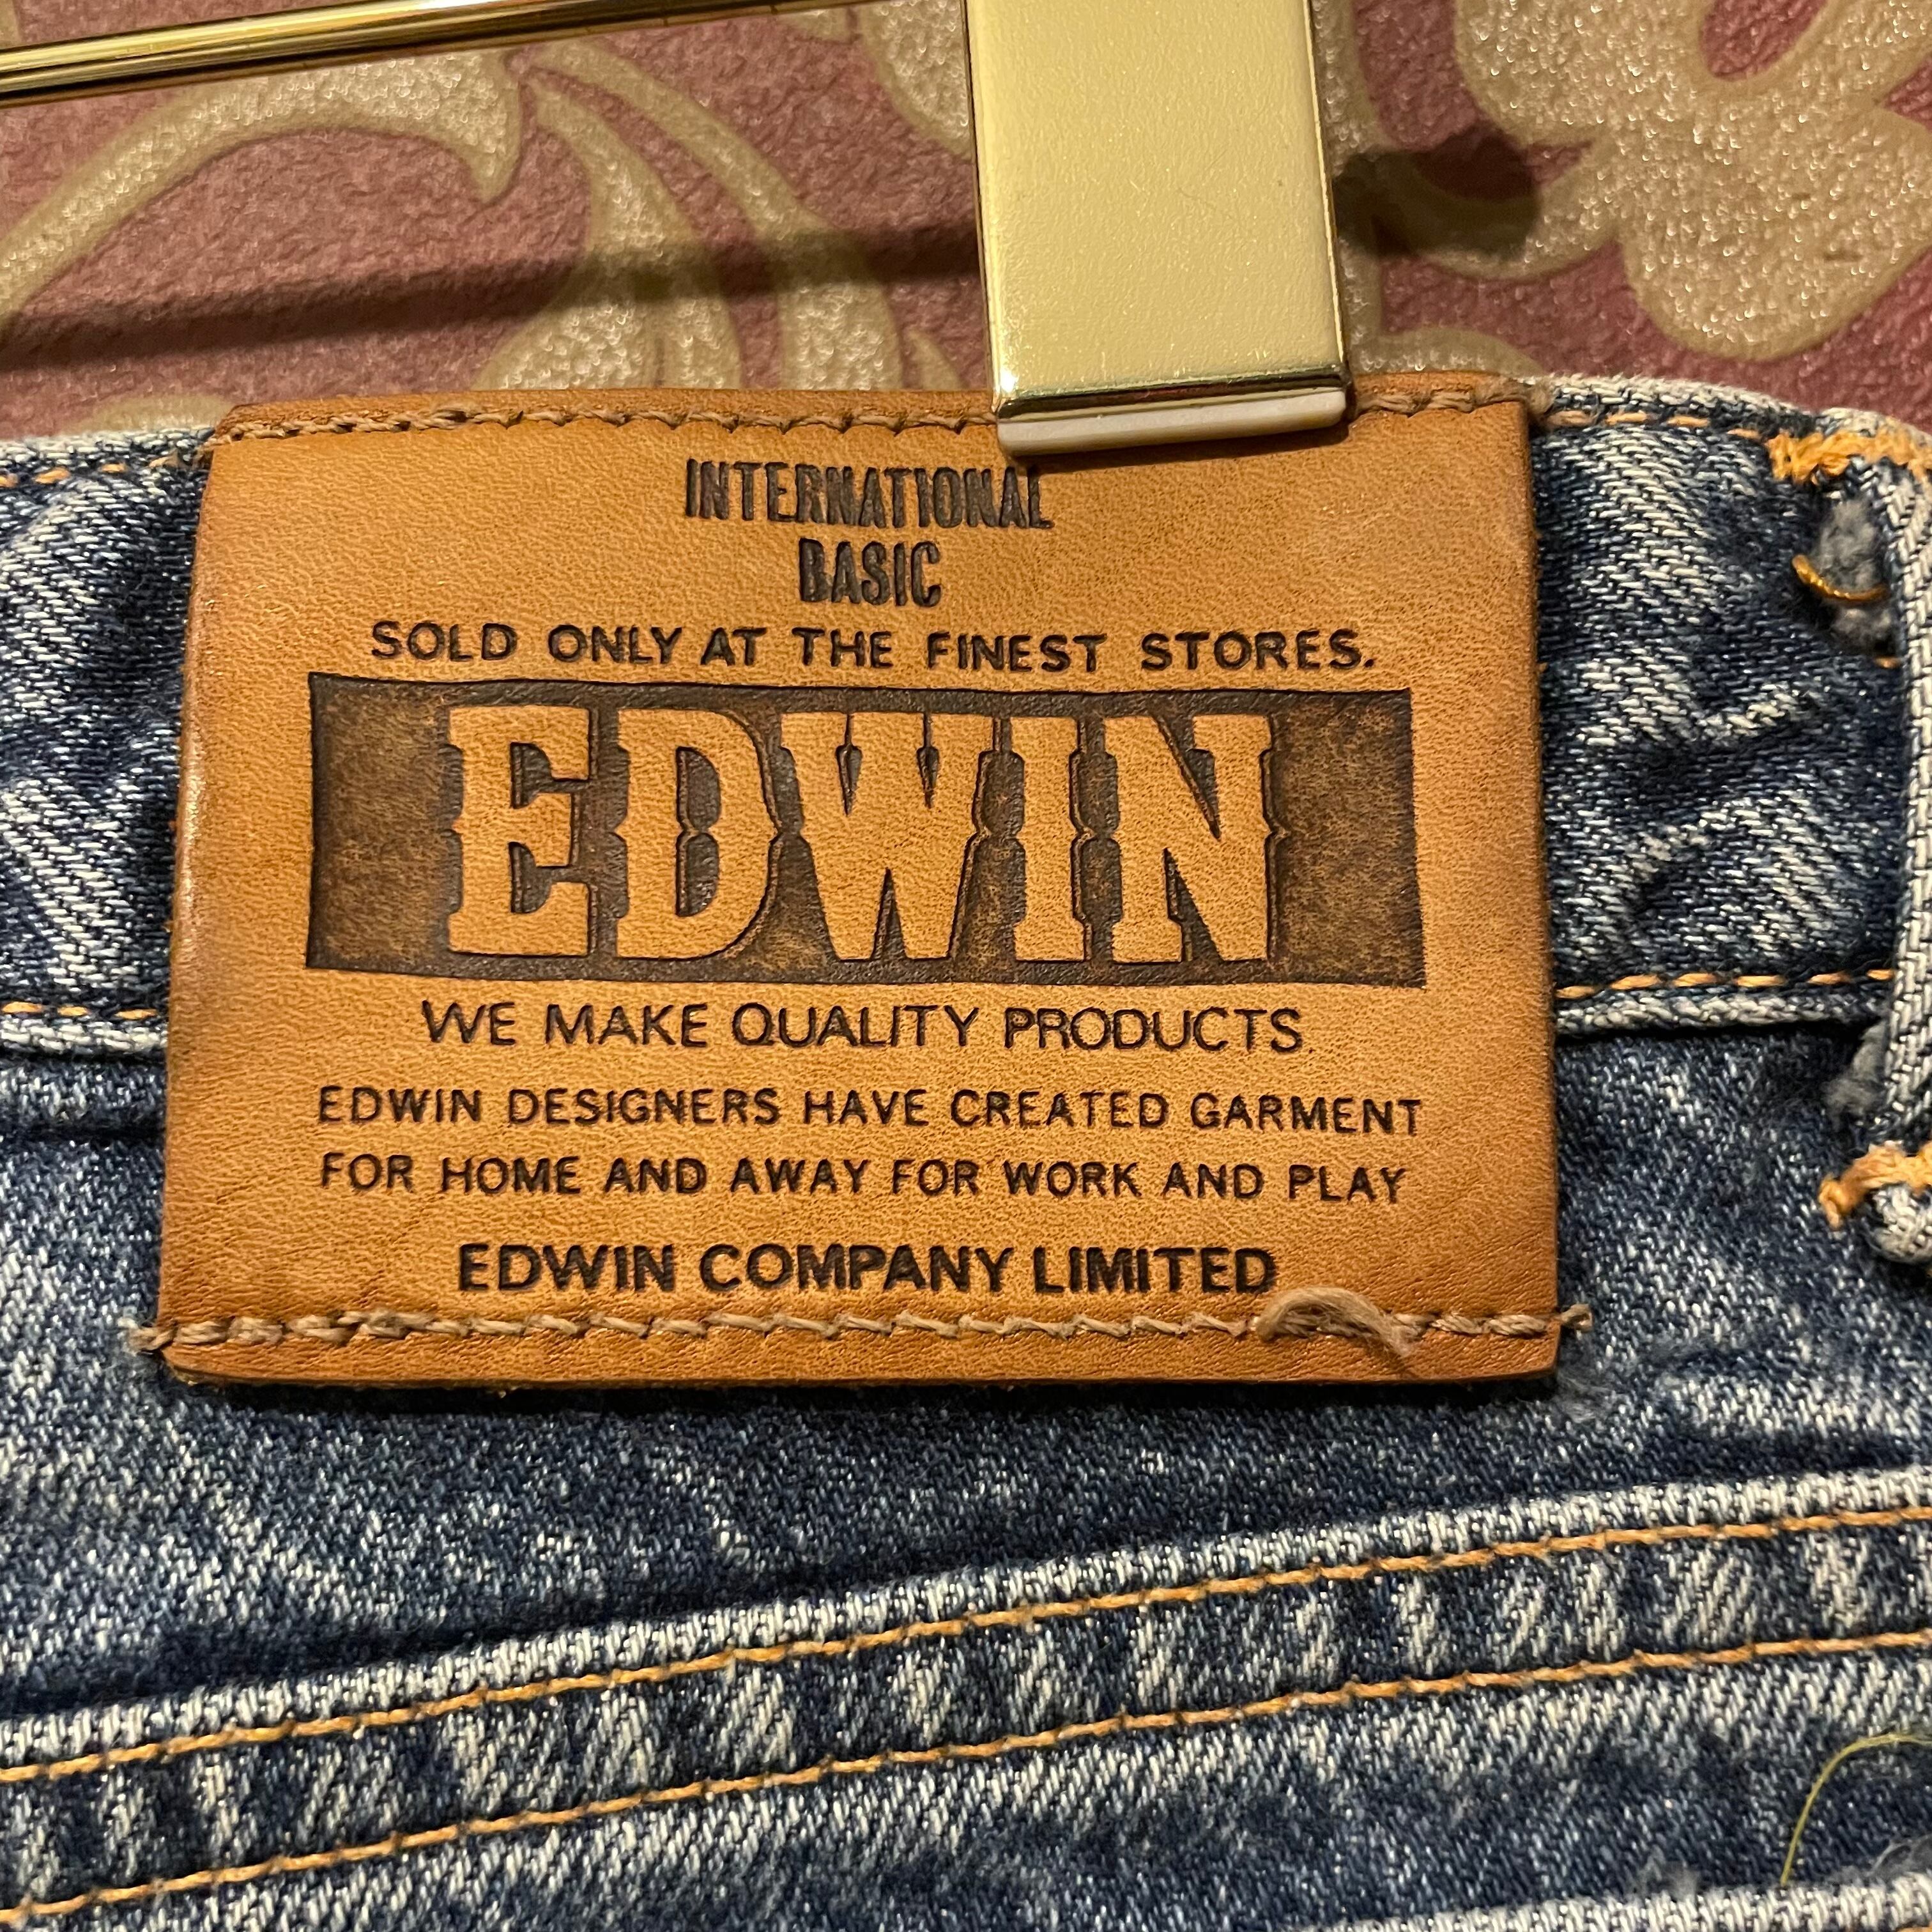 INTERNATIONAL
BASIC
SOLD ONLY AT THE FINEST STORES.
EDWIN
WE MAKE QUALITY PRODUCTS.
EDWIN DESIGNERS HAVE CREATED GARMENT
FOR HOME AND AWAY FOR WORK AND PLAY
EDWIN COMPANY LIMITED